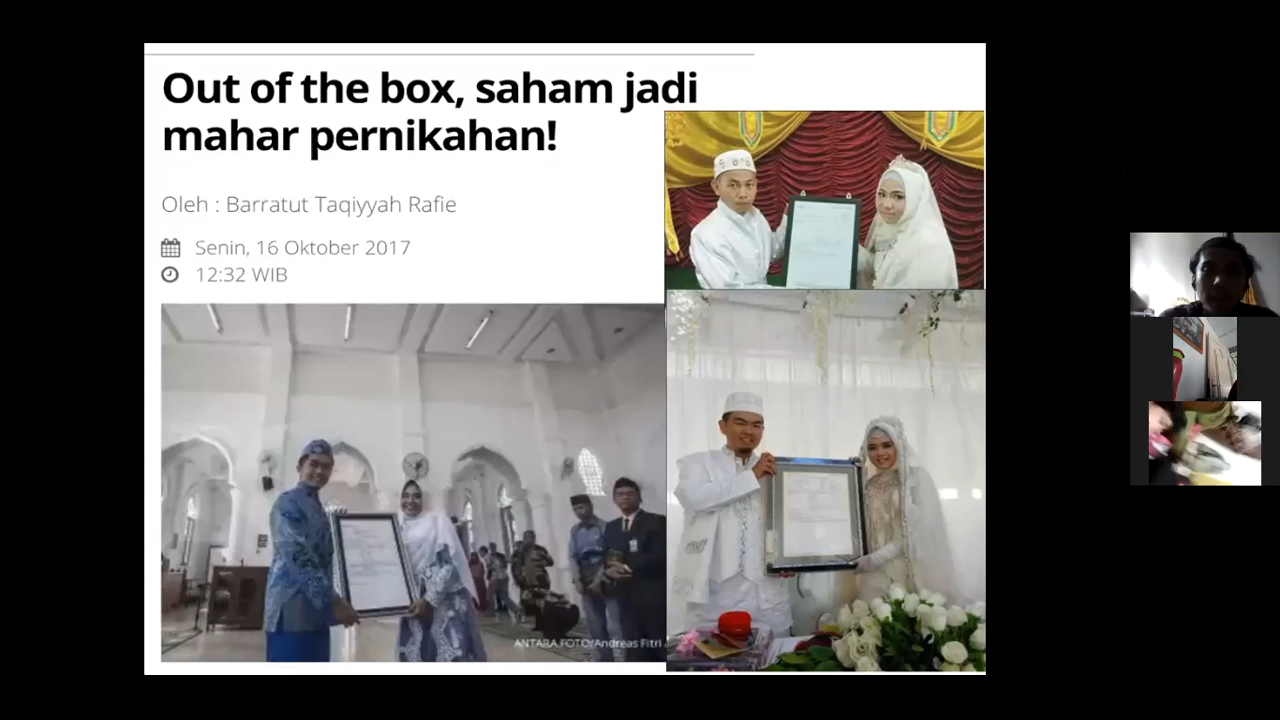 Out of the box, saham jadi
mahar pernikahan!
Oleh : Barratut Taqiyyah Rafie
Senin, 16 Oktober 2017
12:32 WIB
ANTARA FOTO/Andreas Fitri